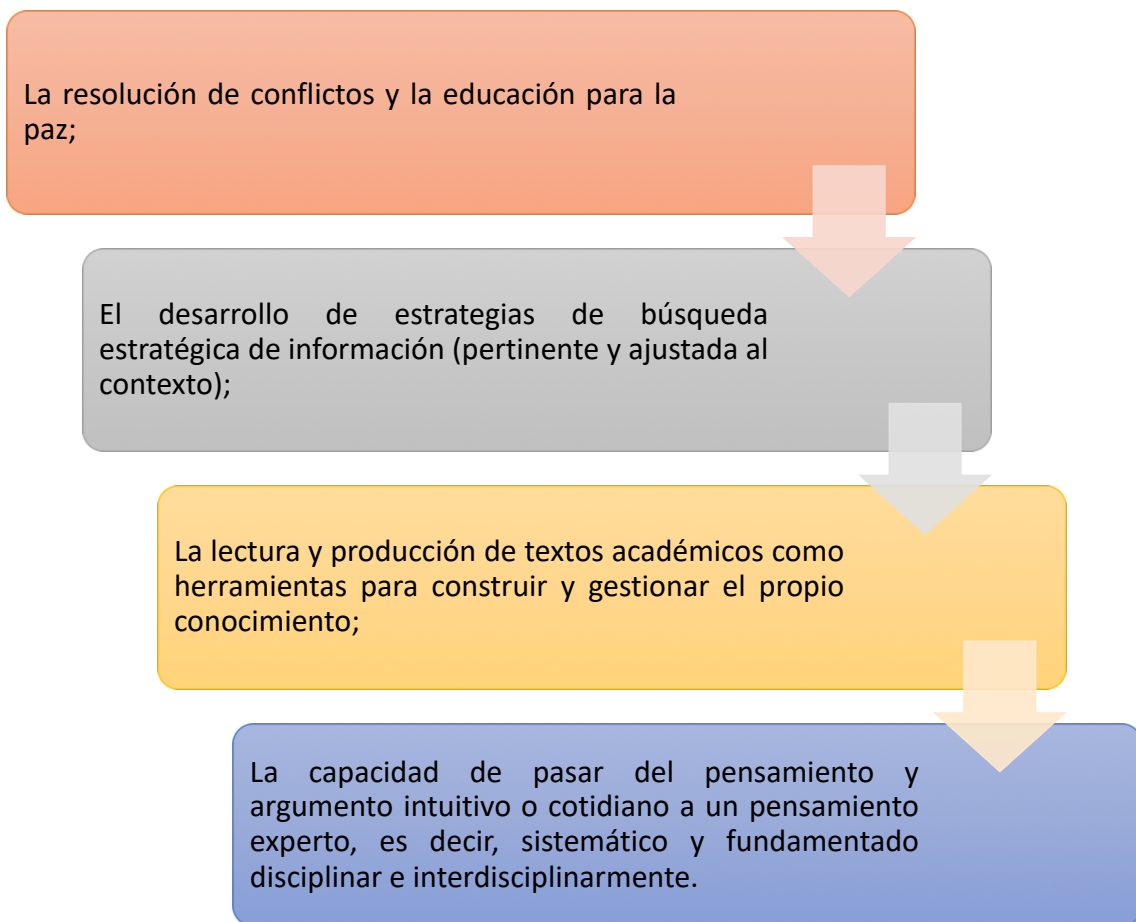 La resolución de conflictos y la educación para la
paz;
El desarrollo de estrategias de búsqueda
estratégica de información (pertinente y ajustada al
contexto);
La lectura y producción de textos académicos como
herramientas para construir y gestionar el propio
conocimiento;
La capacidad de pasar del pensamiento y
argumento intuitivo o cotidiano a un pensamiento
experto, es decir, sistemático y fundamentado
disciplinar e interdisciplinarmente.